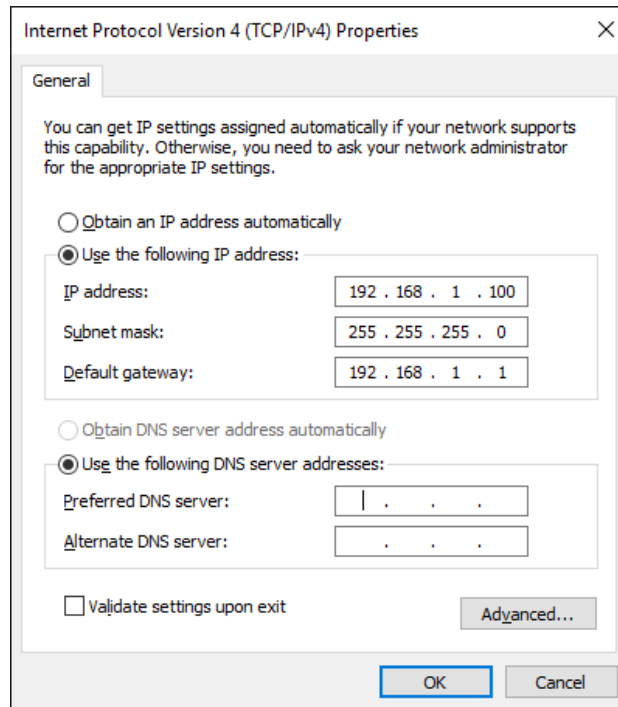 Internet Protocol Version 4 (TCP/IPv4) Properties
General
You can get IP settings assigned automatically if your network supports
this capability. Otherwise, you need to ask your network administrator
for the appropriate IP settings.
Obtain an IP address automatically
Use the following IP address:
IP address: 192 . 168 . 1 . 100
Subnet mask: 255 . 255 . 255 . 0
Default gateway: 192 . 168 . 1 . 1
Obtain DNS server address automatically
Use the following DNS server addresses:
Preferred DNS server: . . .
Alternate DNS server: . . .
Validate settings upon exit
Advanced...
OK Cancel